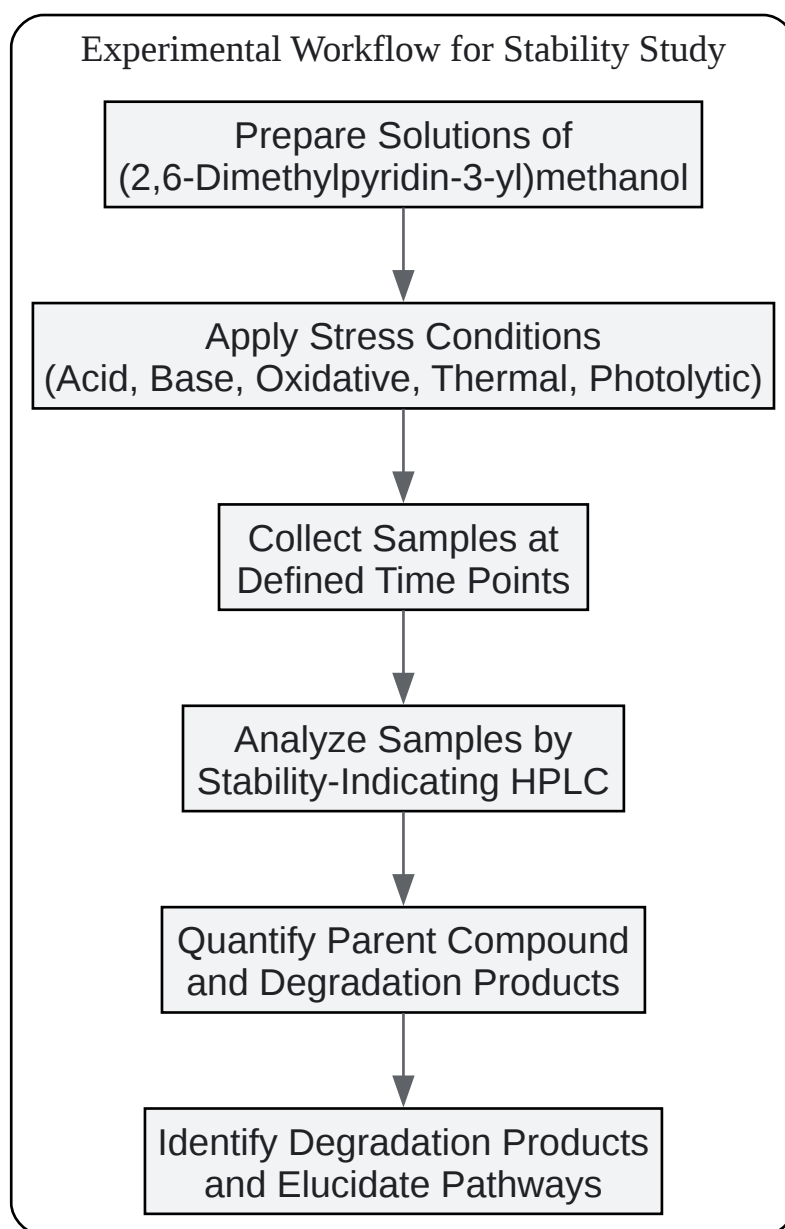 Experimental Workflow for Stability Study
Prepare Solutions of
(2,6-Dimethylpyridin-3-yl)methanol
Apply Stress Conditions
(Acid, Base, Oxidative, Thermal, Photolytic)
Collect Samples at
Defined Time Points
Analyze Samples by
Stability-Indicating HPLC
Quantify Parent Compound
and Degradation Products
Identify Degradation Products
and Elucidate Pathways